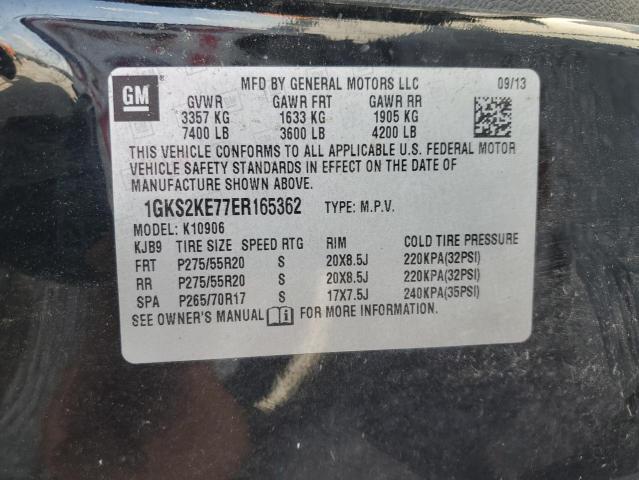 GM MFD BY GENERAL MOTORS LLC 09/13
GVWR GAWR FRT GAWR RR
3357 KG 1633 KG 1905 KG
7400 LB 3600 LB 4200 LB
THIS VEHICLE CONFORMS TO ALL APPLICABLE U.S. FEDERAL MOTOR
VEHICLE SAFETY STANDARDS IN EFFECT ON THE DATE OF
MANUFACTURE SHOWN ABOVE.
1GKS2KE77ER165362 TYPE: M.P.V.
MODEL: K10906
KJB9 TIRE SIZE SPEED RTG RIM COLD TIRE PRESSURE
FRT P275/55R20 S 20X8.5J 220KPA(32PSI)
RR P275/55R20 S 20X8.5J 220KPA(32PSI)
SPA P265/70R17 S 17X7.5J 240KPA(35PSI)
SEE OWNER'S MANUAL FOR MORE INFORMATION.